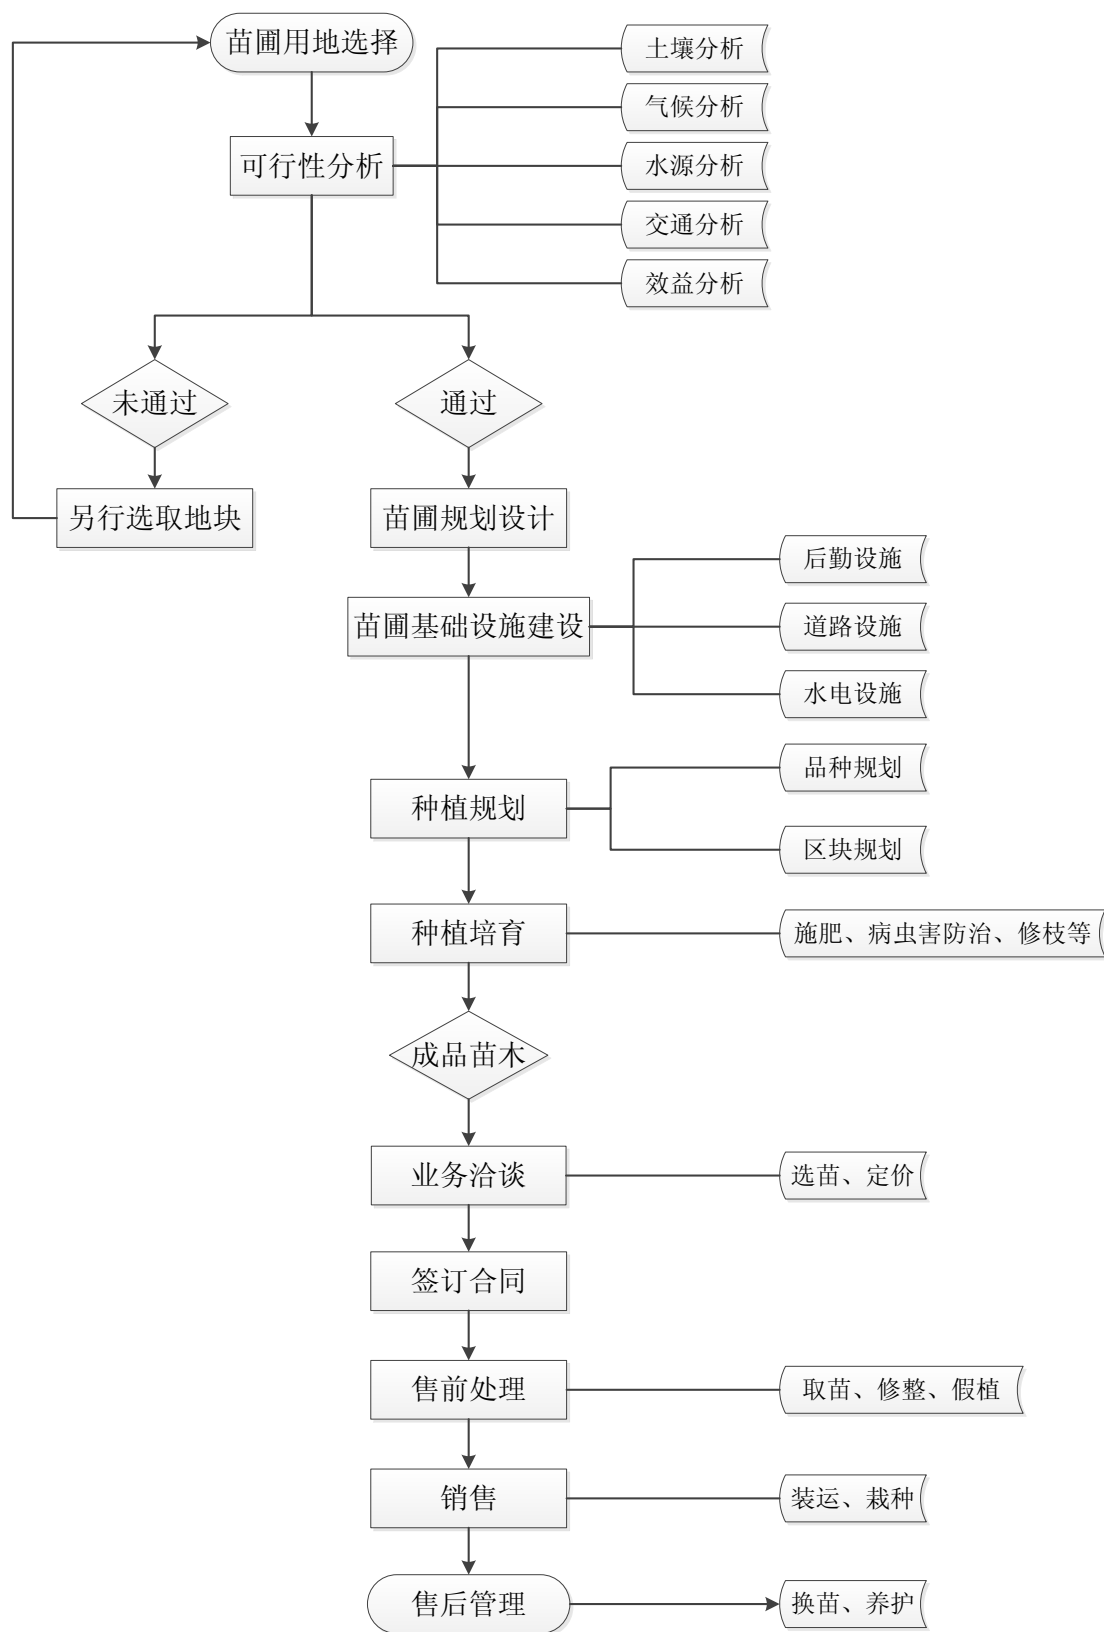 苗圃用地选择
土壤分析
气候分析
可行性分析
水源分析
交通分析
效益分析
未通过
通过
另行选取地块
苗圃规划设计
后勤设施
苗圃基础设施建设
道路设施
水电设施
品种规划
种植规划
区块规划
种植培育
施肥、病虫害防治、修枝等
成品苗木
业务洽谈
选苗、定价
签订合同
售前处理
取苗、修整、假植
销售
装运、栽种
售后管理
换苗、养护